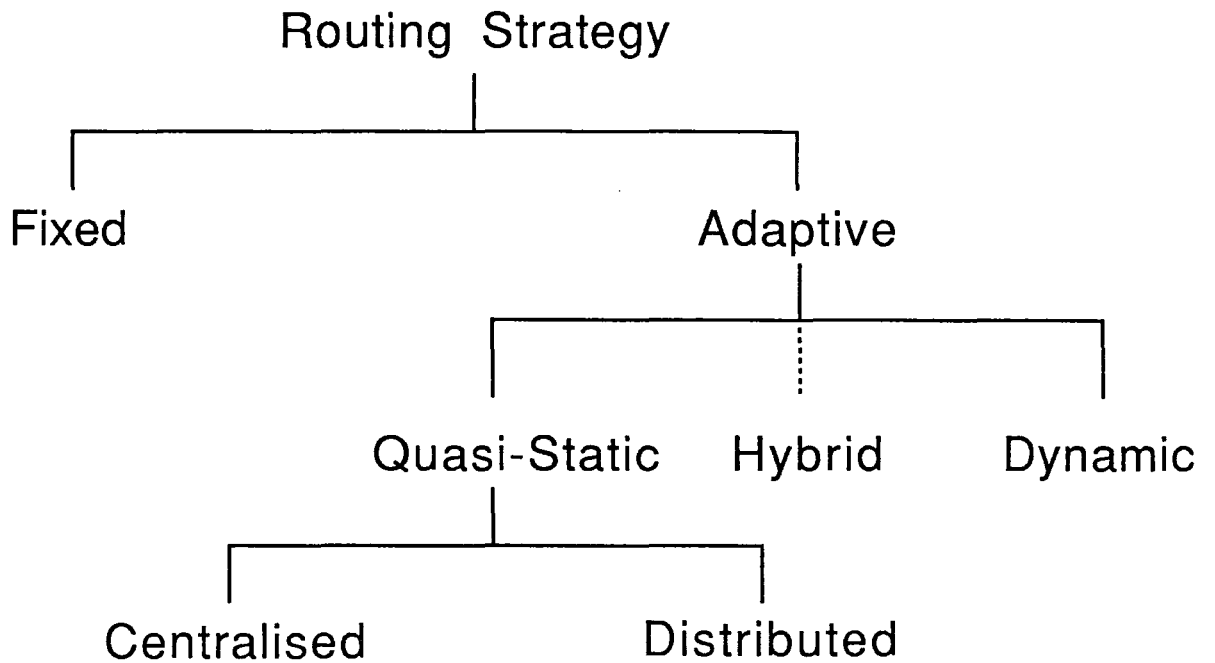 Routing Strategy
Fixed
Adaptive
Quasi-Static
Hybrid
Dynamic
Centralised
Distributed